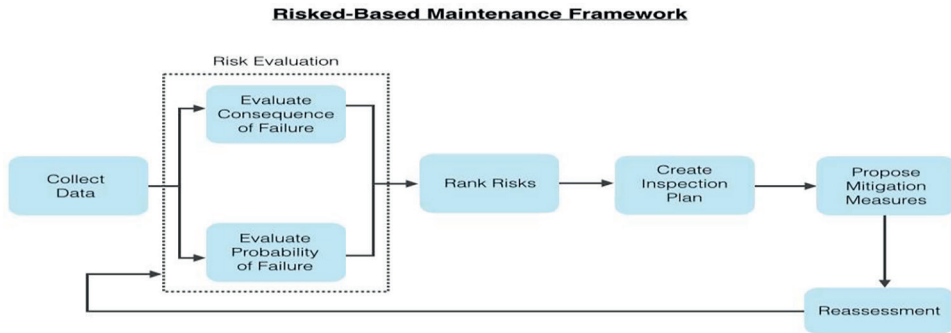 Risked-Based Maintenance Framework
Risk Evaluation
Evaluate
Consequence
of Failure
Collect
Data
Rank Risks
Create
Inspection
Plan
Propose
Mitigation
Measures
Evaluate
Probability
of Failure
Reassessment